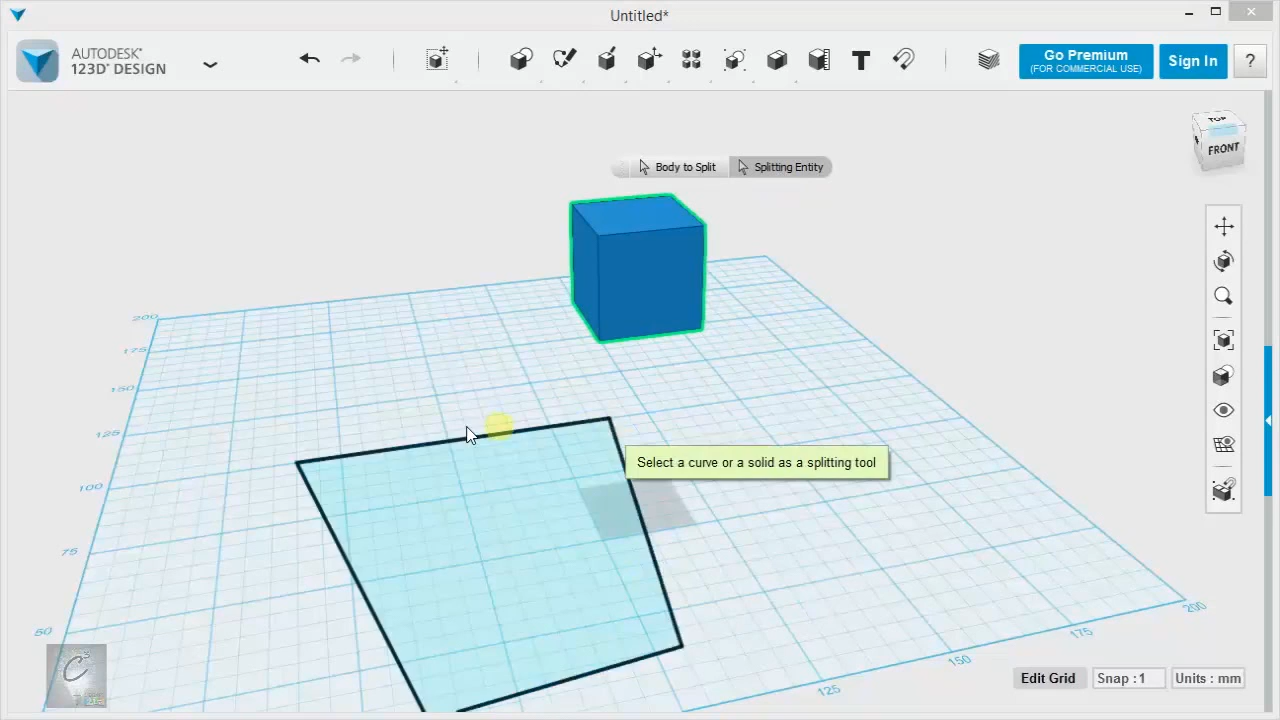 Untitled*
AUTODESK®
123D® DESIGN
Go Premium
(FOR COMMERCIAL USE)
Sign In
?
TOP
FRONT
Body to Split
Splitting Entity
Select a curve or a solid as a splitting tool
200
175
150
125
100
75
50
200
175
150
125
Edit Grid
Snap : 1
Units : mm